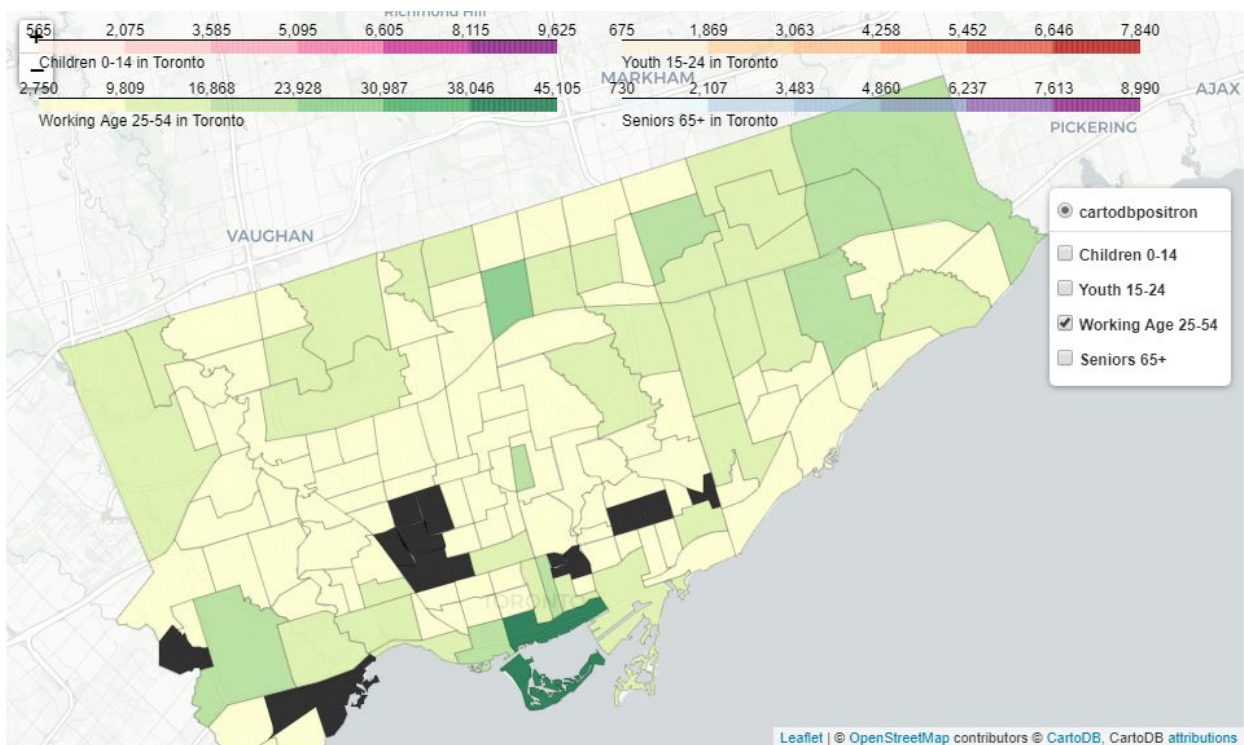 Richmond Hill
565 2,075 3,585 5,095 6,605 8,115 9,625
+
Children 0-14 in Toronto
675 1,869 3,063 4,258 5,452 6,646 7,840
Youth 15-24 in Toronto
−
2,750 9,809 16,868 23,928 30,987 38,046 45,105
Working Age 25-54 in Toronto
MARKHAM
730 2,107 3,483 4,860 6,237 7,613 8,990
Seniors 65+ in Toronto
AJAX
PICKERING
VAUGHAN
cartodbpositron
Children 0-14
Youth 15-24
Working Age 25-54
Seniors 65+
TORONTO
Leaflet | © OpenStreetMap contributors © CartoDB, CartoDB attributions